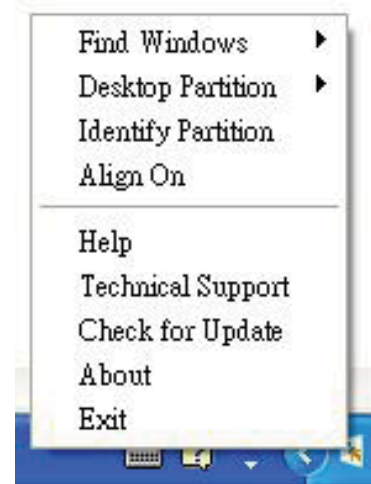 Find Windows
Desktop Partition
Identify Partition
Align On
Help
Technical Support
Check for Update
About
Exit